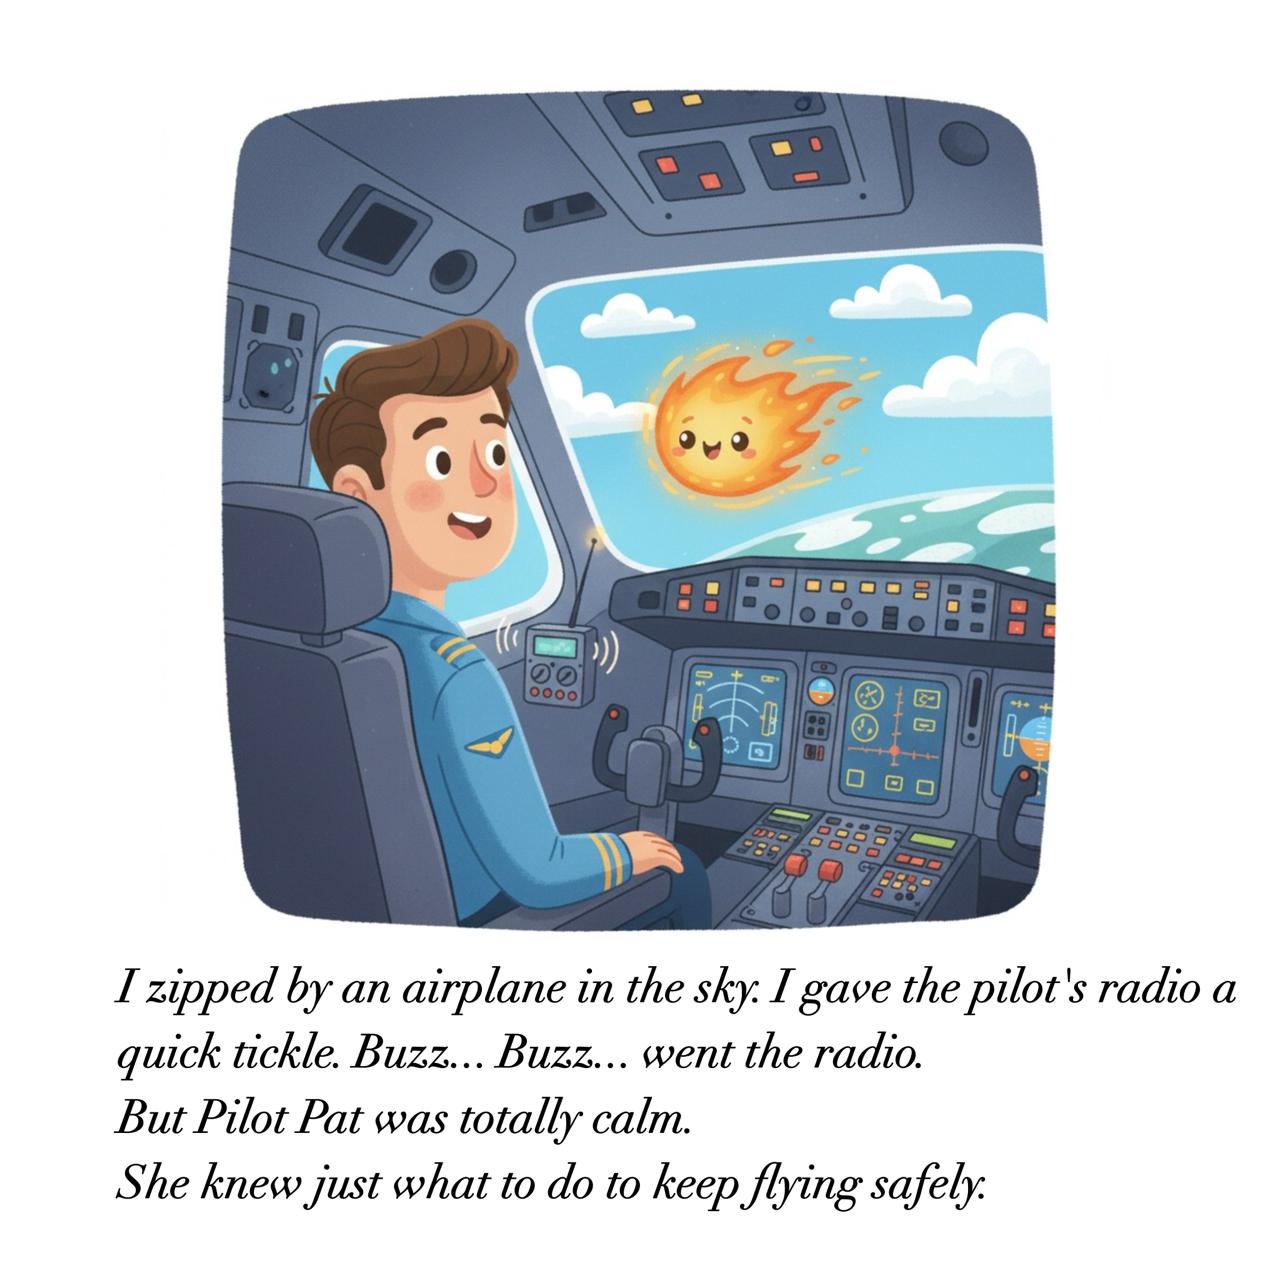 I zipped by an airplane in the sky. I gave the pilot's radio a
quick tickle. Buzz... Buzz... went the radio.
But Pilot Pat was totally calm.
She knew just what to do to keep flying safely.